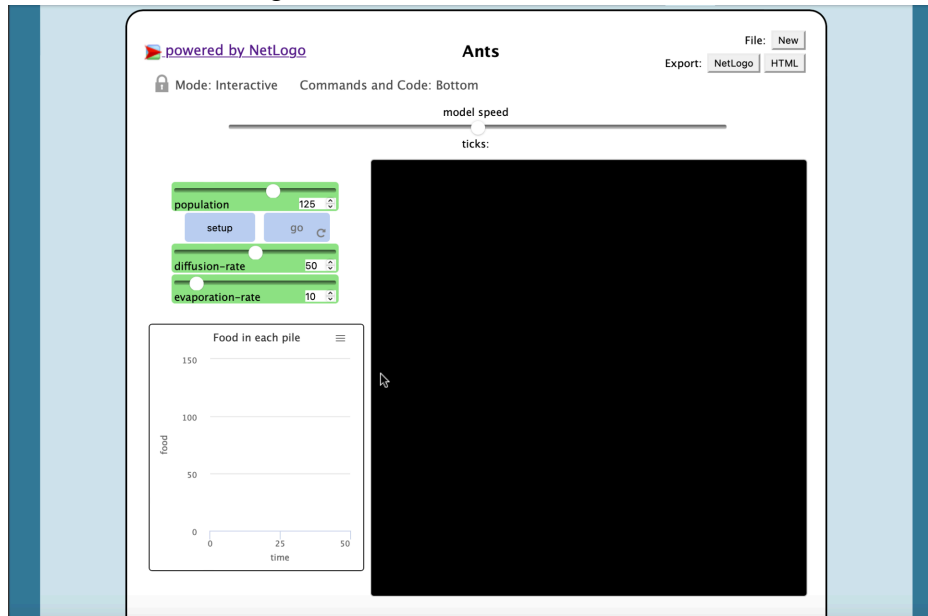 powered by NetLogo
Ants
File: New
Export: NetLogo HTML
Mode: Interactive Commands and Code: Bottom
model speed
ticks:
population 125
setup go
diffusion-rate 50
evaporation-rate 10
Food in each pile
150
100
50
0
food
0 25 50
time